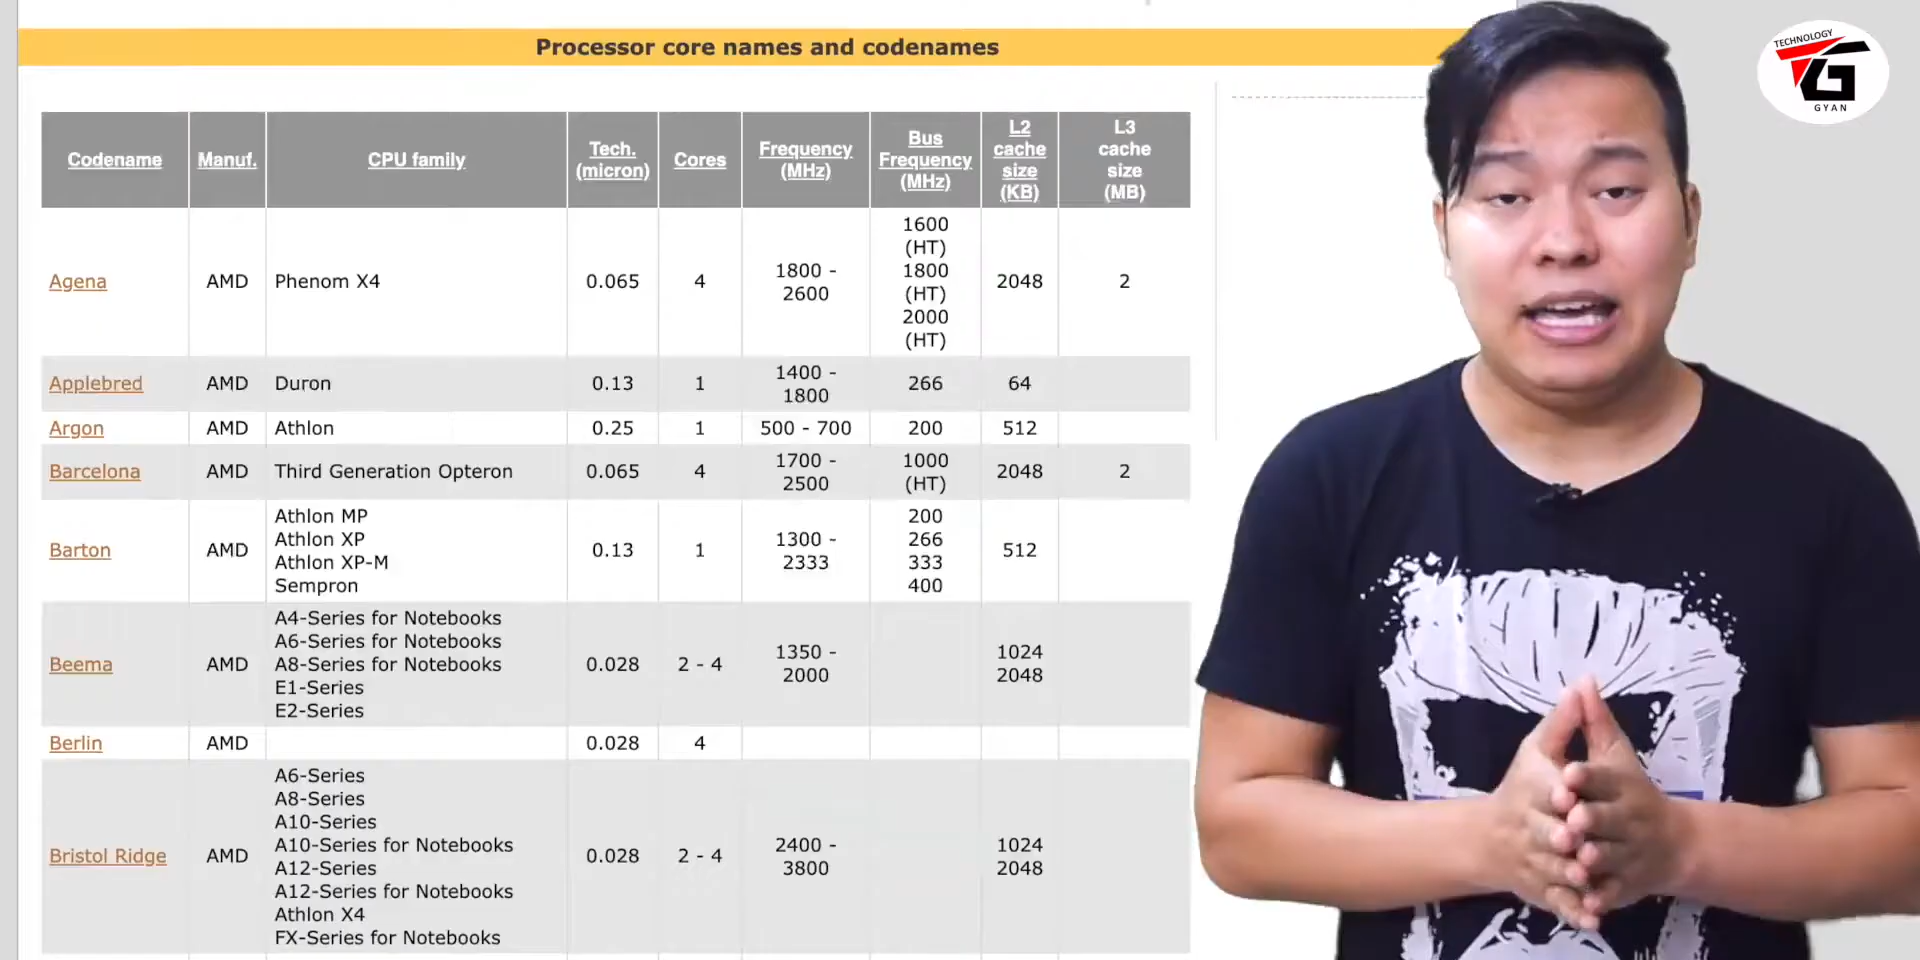 Processor core names and codenames
TECHNOLOGY
TG
GYAN
Codename Manuf. CPU family Tech. (micron) Cores Frequency (MHz) Bus Frequency (MHz) L2 cache size (KB) L3 cache size (MB)
Agena AMD Phenom X4 0.065 4 1800 - 2600 1600 (HT) 1800 (HT) 2000 (HT) 2048 2
Applebred AMD Duron 0.13 1 1400 - 1800 266 64
Argon AMD Athlon 0.25 1 500 - 700 200 512
Barcelona AMD Third Generation Opteron 0.065 4 1700 - 2500 1000 (HT) 2048 2
Barton AMD Athlon MP Athlon XP Athlon XP-M Sempron 0.13 1 1300 - 2333 200 266 333 400 512
Beema AMD A4-Series for Notebooks A6-Series for Notebooks A8-Series for Notebooks E1-Series E2-Series 0.028 2 - 4 1350 - 2000 1024 2048
Berlin AMD 0.028 4
Bristol Ridge AMD A6-Series A8-Series A10-Series A10-Series for Notebooks A12-Series A12-Series for Notebooks Athlon X4 FX-Series for Notebooks 0.028 2 - 4 2400 - 3800 1024 2048